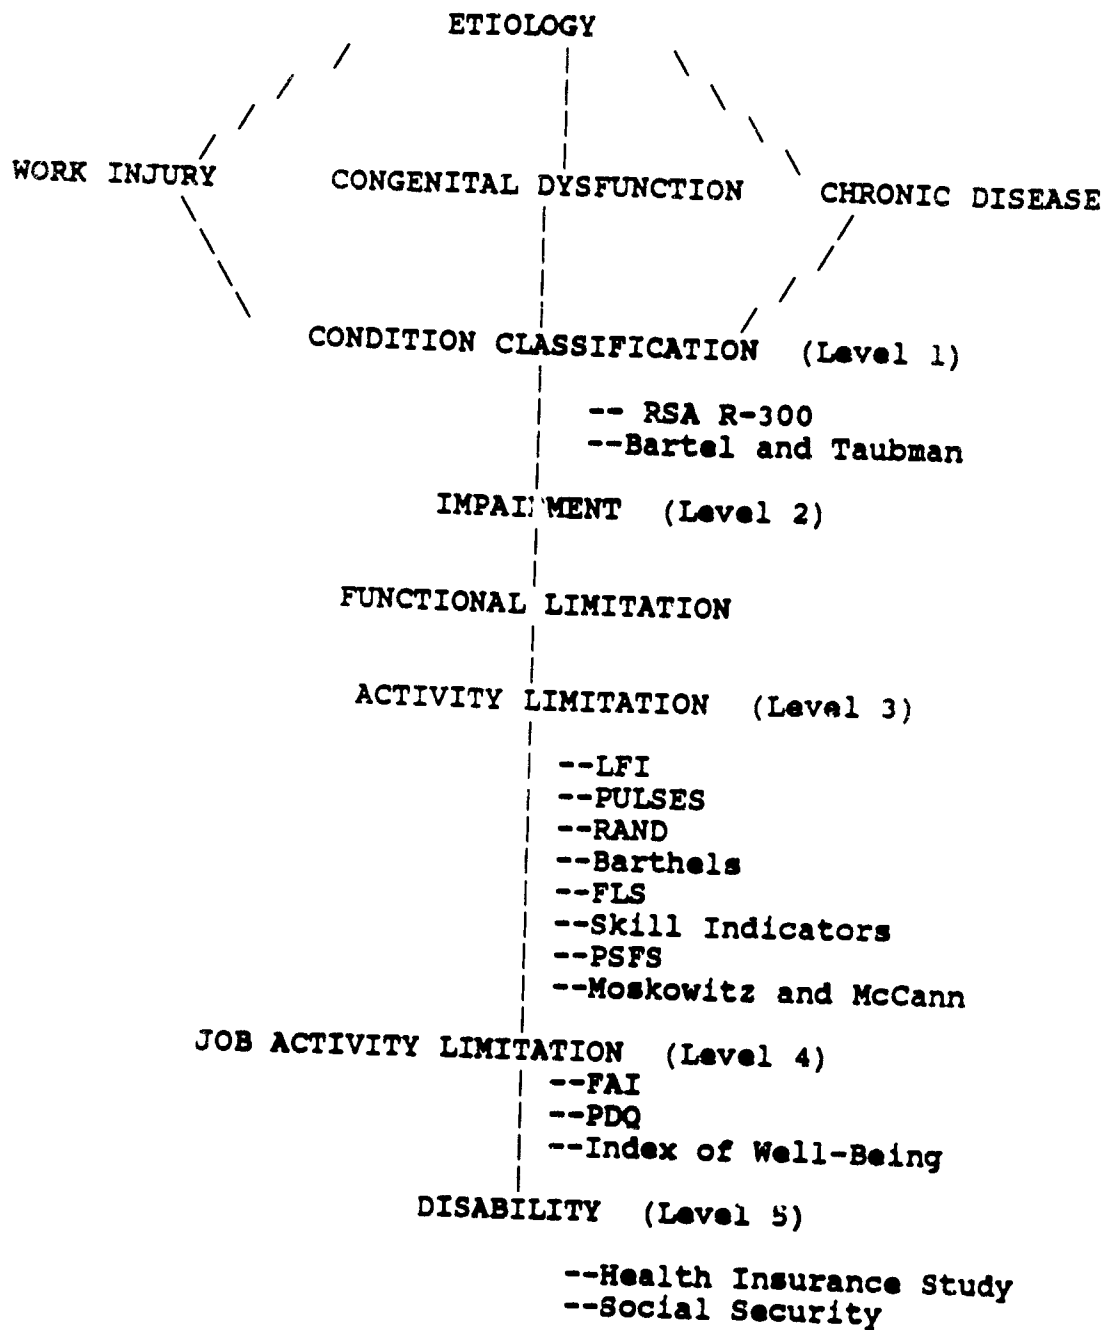 ETIOLOGY
WORK INJURY CONGENITAL DYSFUNCTION CHRONIC DISEASE
CONDITION CLASSIFICATION (Level 1)
-- RSA R-300
--Bartel and Taubman
IMPAIRMENT (Level 2)
FUNCTIONAL LIMITATION
ACTIVITY LIMITATION (Level 3)
--LFI
--PULSES
--RAND
--Barthels
--FLS
--Skill Indicators
--PSFS
--Moskowitz and McCann
JOB ACTIVITY LIMITATION (Level 4)
--FAI
--PDQ
--Index of Well-Being
DISABILITY (Level 5)
--Health Insurance Study
--Social Security